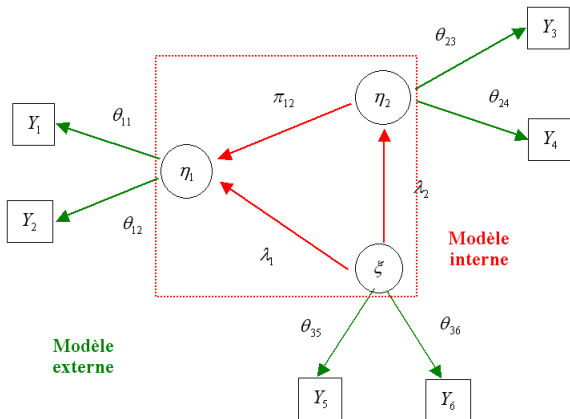 Y₃
θ₂₃
π₁₂
η₂
θ₂₄
Y₁
θ₁₁
Y₄
η₁
Y₂
θ₁₂
λ₂
λ₁
ξ
Modèle
interne
θ₃₅
θ₃₆
Modèle
externe
Y₅
Y₆